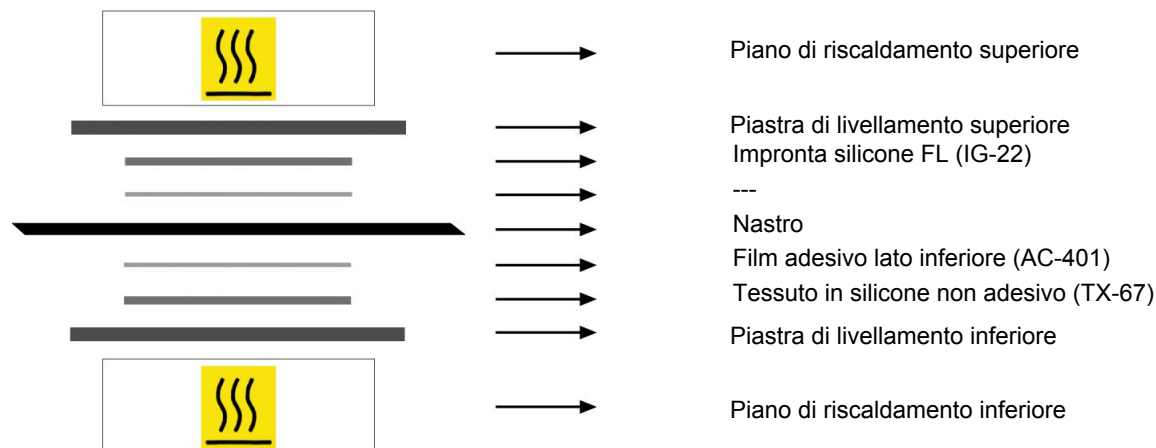 Piano di riscaldamento superiore
Piastra di livellamento superiore
Impronta silicone FL (IG-22)
---
Nastro
Film adesivo lato inferiore (AC-401)
Tessuto in silicone non adesivo (TX-67)
Piastra di livellamento inferiore
Piano di riscaldamento inferiore